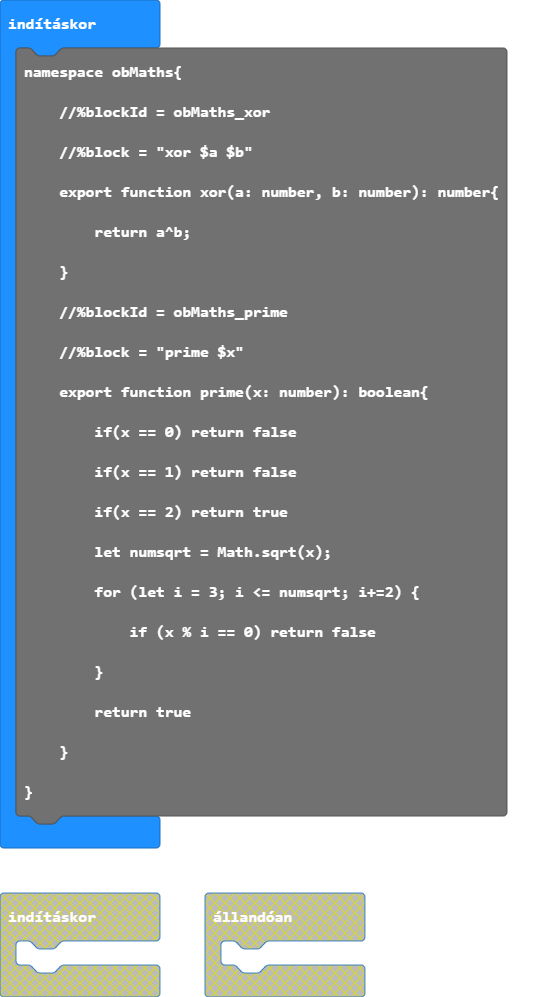 indításkor
namespace obMaths{
//%blockId = obMaths_xor
//%block = "xor $a $b"
export function xor(a: number, b: number): number{
return a^b;
}
//%blockId = obMaths_prime
//%block = "prime $x"
export function prime(x: number): boolean{
if(x == 0) return false
if(x == 1) return false
if(x == 2) return true
let numsqrt = Math.sqrt(x);
for (let i = 3; i <= numsqrt; i+=2) {
if (x % i == 0) return false
}
return true
}
}
indításkor
állandóan